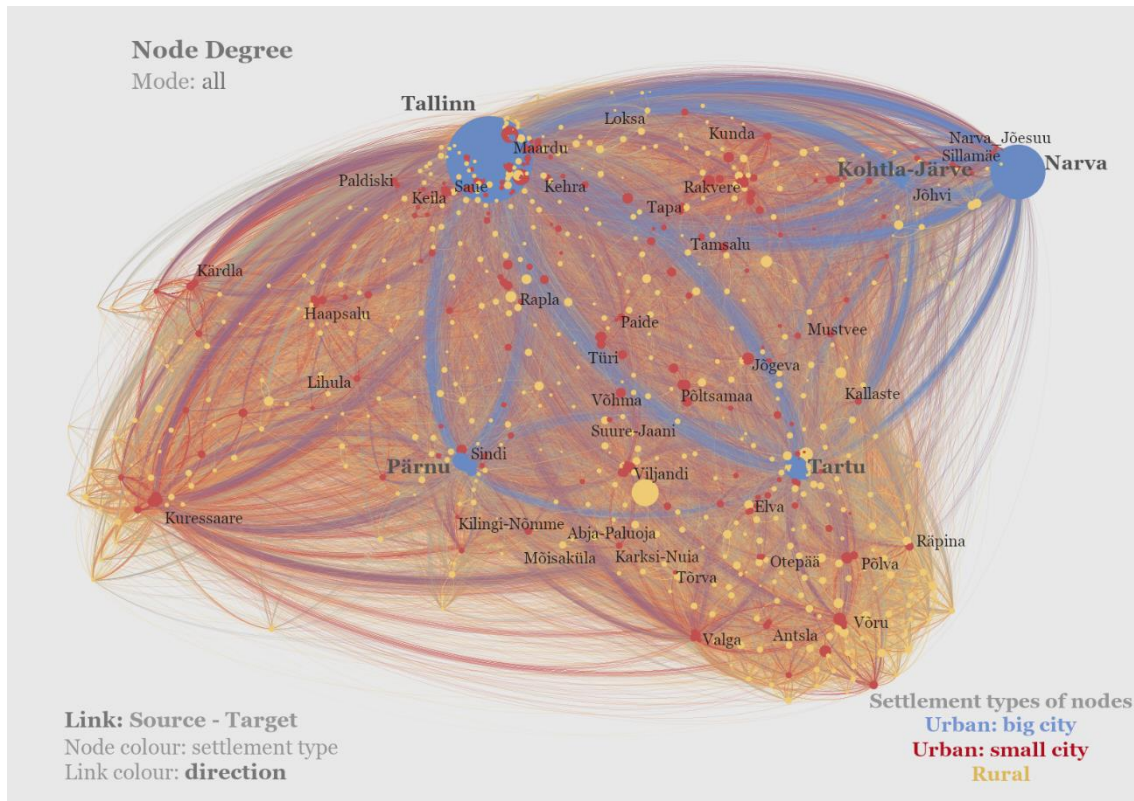 Node Degree
Mode: all
Tallinn
Loksa
Kunda
Maardu
Narva_Jõesuu
Sillamäe
Narva
Kohtla-Järve
Paldiski
Saue
Kehra
Rakvere
Keila
Jõhvi
Tapa
Tamsalu
Kärdla
Haapsalu
Rapla
Paide
Mustvee
Türi
Jõgeva
Lihula
Võhma
Põltsamaa
Kallaste
Suure-Jaani
Sindi
Pärnu
Viljandi
Tartu
Kuressaare
Elva
Kilingi-Nõmme
Abja-Paluoja
Räpina
Mõisaküla
Karksi-Nuia
Otepää
Põlva
Tõrva
Võru
Valga
Antsla
Link: Source - Target
Node colour: settlement type
Link colour: direction
Settlement types of nodes
Urban: big city
Urban: small city
Rural